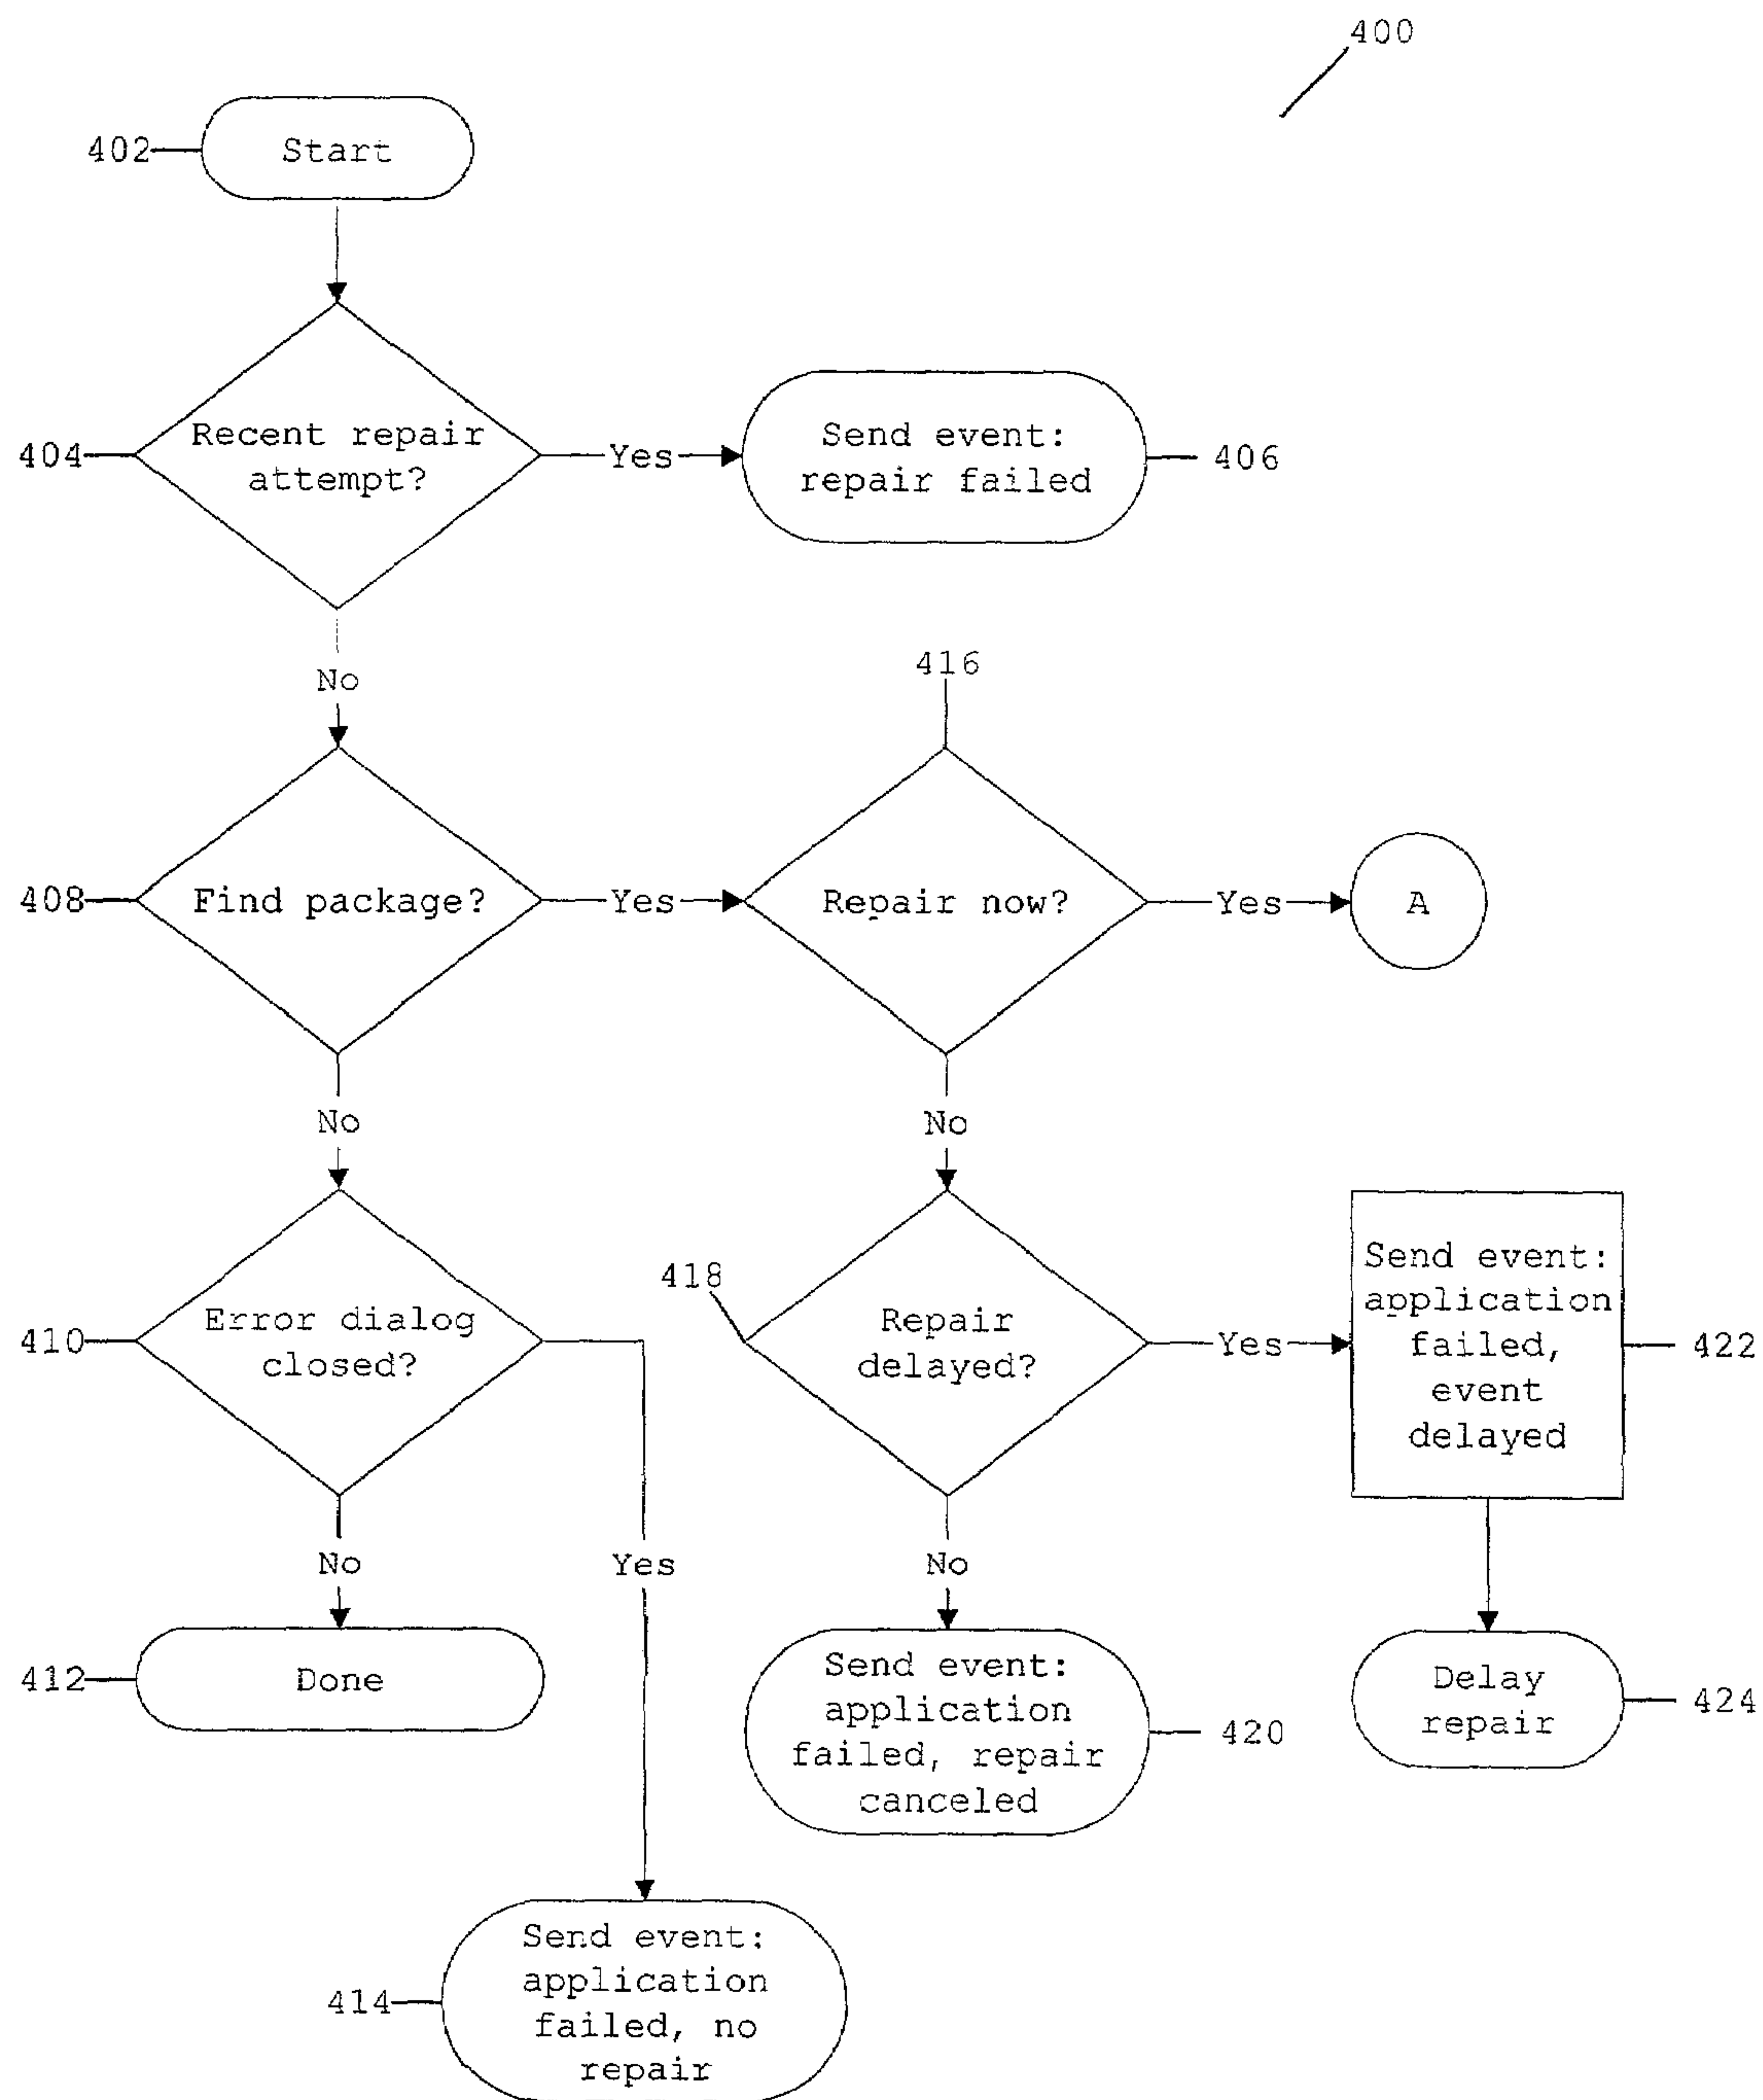 400
402
Start
404
Recent repair
attempt?
Yes
Send event:
repair failed
406
No
416
408
Find package?
Yes
Repair now?
Yes
A
No
No
410
Error dialog
closed?
418
Repair
delayed?
Yes
Send event:
application
failed,
event
delayed
422
No
Yes
No
412
Done
Send event:
application
failed, repair
canceled
420
Delay
repair
424
414
Send event:
application
failed, no
repair